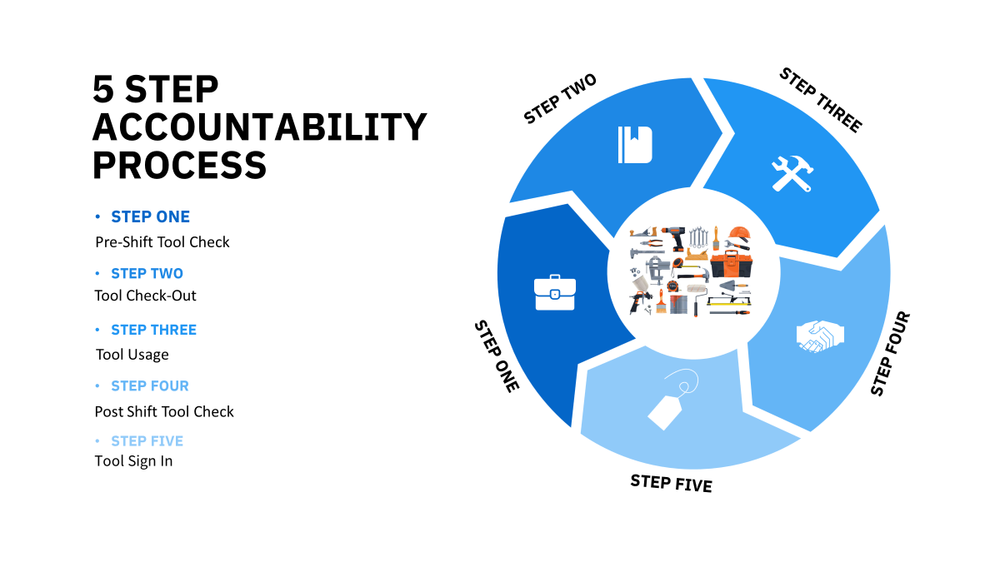 5 STEP
ACCOUNTABILITY
PROCESS
• STEP ONE
Pre-Shift Tool Check
• STEP TWO
Tool Check-Out
• STEP THREE
Tool Usage
• STEP FOUR
Post Shift Tool Check
• STEP FIVE
Tool Sign In
STEP ONE
STEP TWO
STEP THREE
STEP FOUR
STEP FIVE